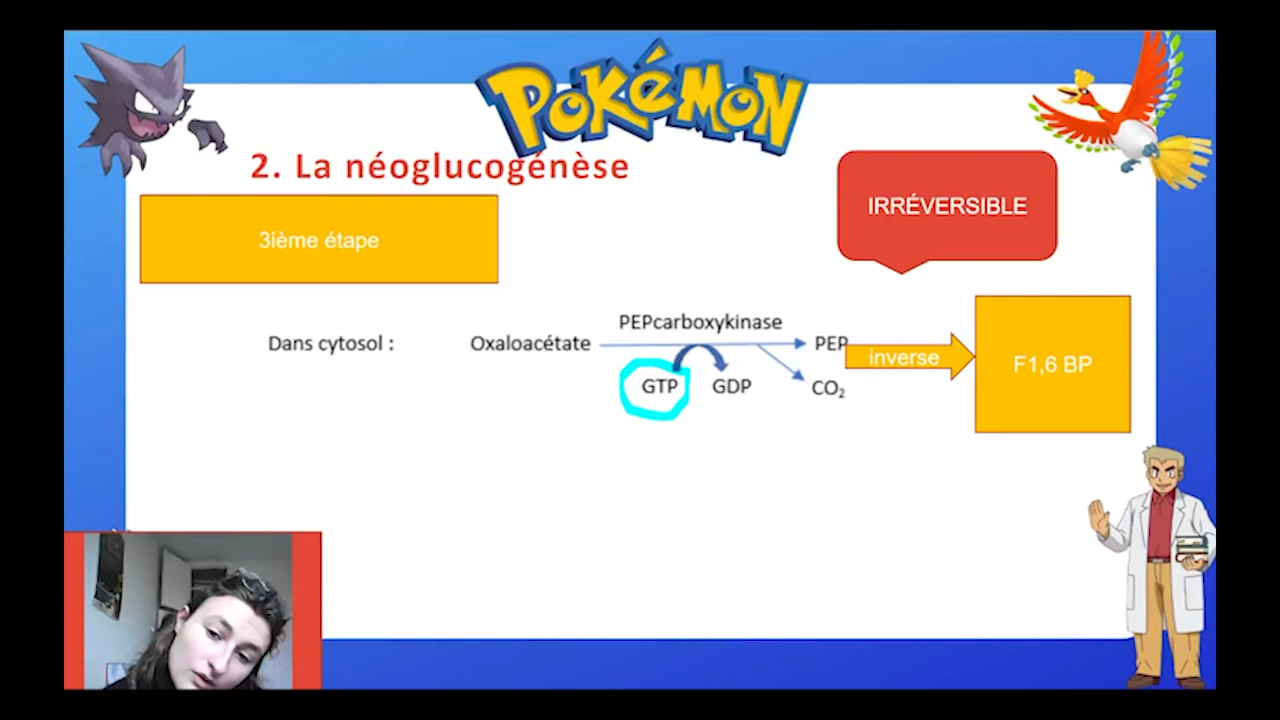 POKéMON
2. La néoglucogénèse
IRRÉVERSIBLE
3ième étape
PEPcarboxykinase
Dans cytosol : Oxaloacétate PEP
inverse
F1,6 BP
GTP GDP CO₂